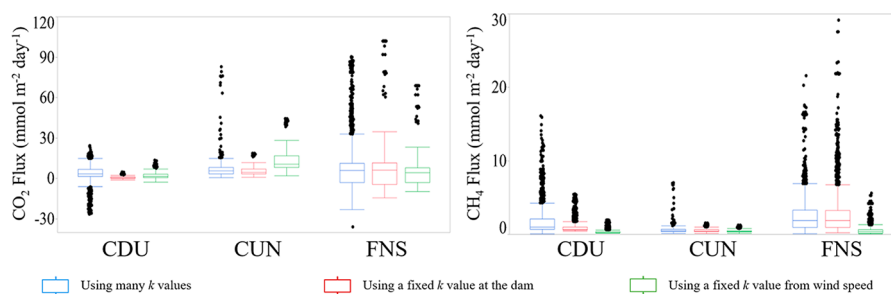 CO2 Flux (mmol m-2 day-1)
120
90
60
30
0
-30
CDU CUN FNS
CH4 Flux (mmol m-2 day-1)
30
20
10
0
CDU CUN FNS
Using many k values
Using a fixed k value at the dam
Using a fixed k value from wind speed